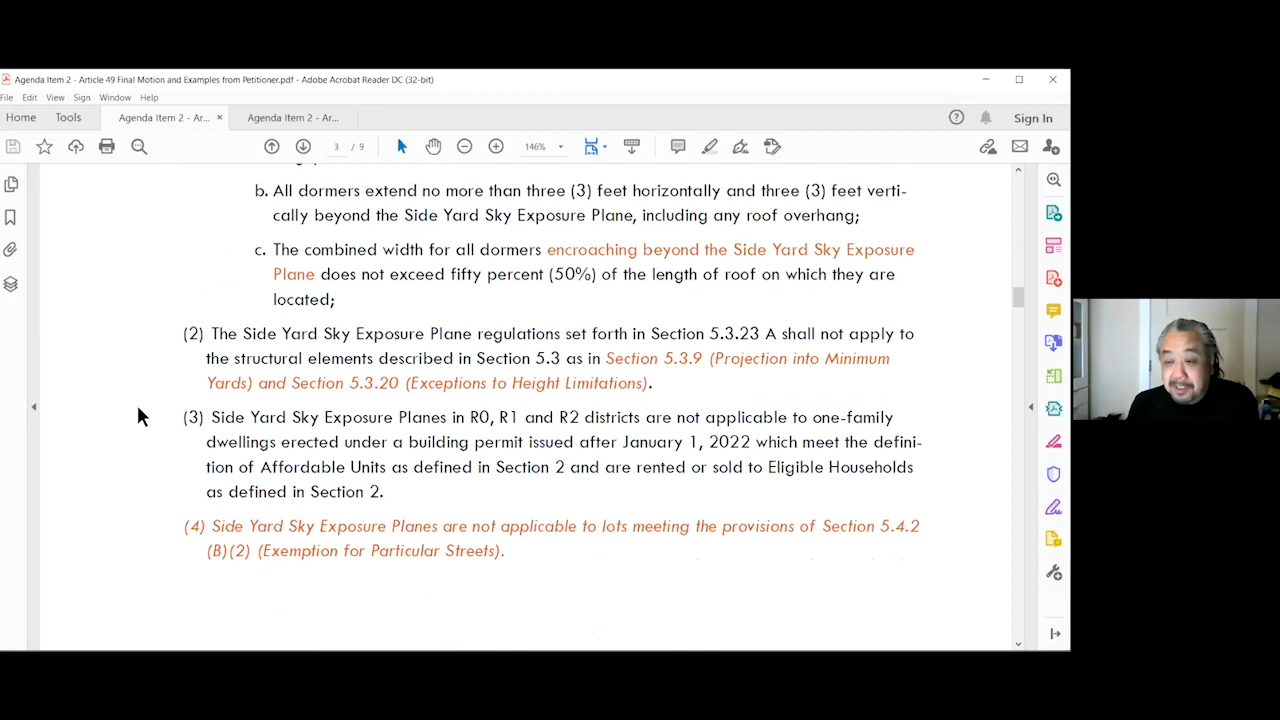 Agenda Item 2 - Article 49 Final Motion and Examples from Petitioner.pdf - Adobe Acrobat Reader DC (32-bit)
File Edit View Sign Window Help
Home Tools Agenda Item 2 - Ar... × Agenda Item 2 - Ar... Sign In
3 / 9 146%
b. All dormers extend no more than three (3) feet horizontally and three (3) feet verti-
cally beyond the Side Yard Sky Exposure Plane, including any roof overhang;
c. The combined width for all dormers encroaching beyond the Side Yard Sky Exposure
Plane does not exceed fifty percent (50%) of the length of roof on which they are
located;
(2) The Side Yard Sky Exposure Plane regulations set forth in Section 5.3.23 A shall not apply to
the structural elements described in Section 5.3 as in Section 5.3.9 (Projection into Minimum
Yards) and Section 5.3.20 (Exceptions to Height Limitations).
(3) Side Yard Sky Exposure Planes in R0, R1 and R2 districts are not applicable to one-family
dwellings erected under a building permit issued after January 1, 2022 which meet the defini-
tion of Affordable Units as defined in Section 2 and are rented or sold to Eligible Households
as defined in Section 2.
(4) Side Yard Sky Exposure Planes are not applicable to lots meeting the provisions of Section 5.4.2
(B)(2) (Exemption for Particular Streets).